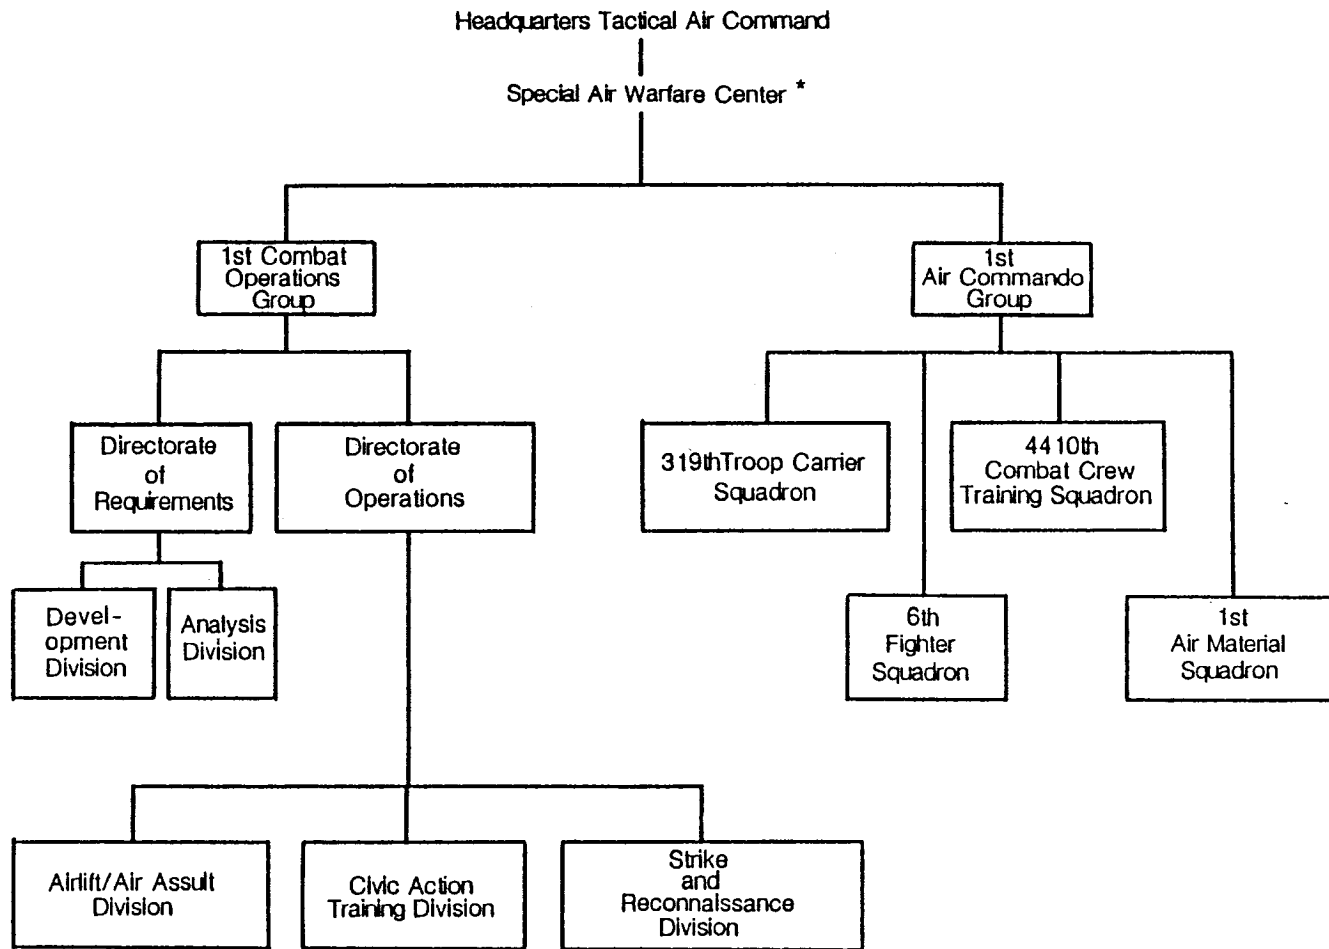 Headquarters Tactical Air Command
Special Air Warfare Center *
1st Combat
Operations
Group
1st
Air Commando
Group
Directorate
of
Requirements
Directorate
of
Operations
319thTroop Carrier
Squadron
4410th
Combat Crew
Training Squadron
Devel-
opment
Division
Analysis
Division
6th
Fighter
Squadron
1st
Air Material
Squadron
Airlift/Air Assult
Division
Civic Action
Training Division
Strike
and
Reconnaissance
Division